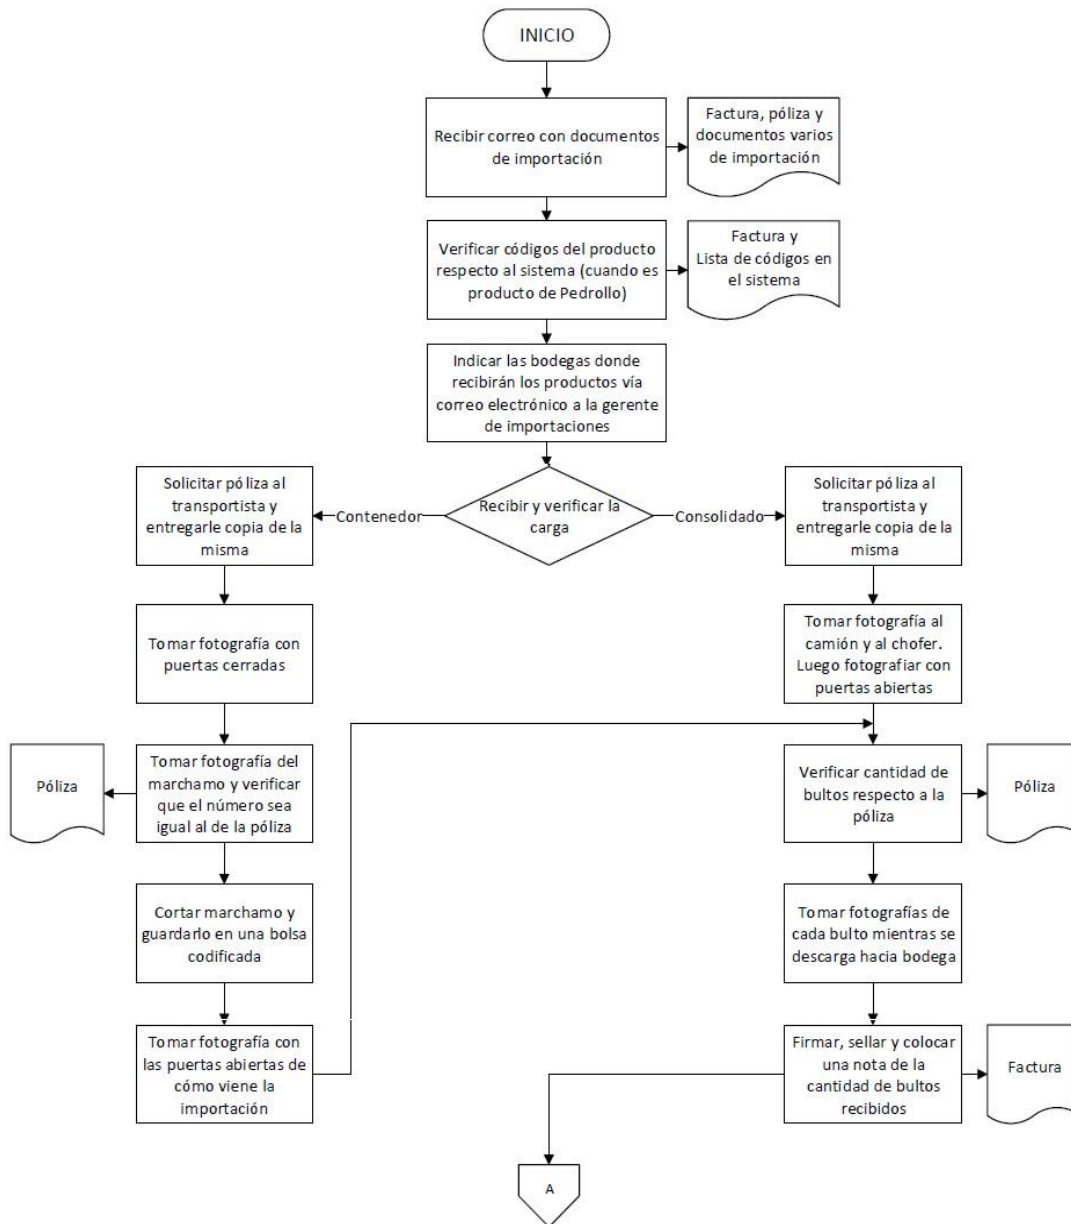 INICIO
Recibir correo con documentos
de importación
Factura, póliza y
documentos varios
de importación
Verificar códigos del producto
respecto al sistema (cuando es
producto de Pedrollo)
Factura y
Lista de códigos en
el sistema
Indicar las bodegas donde
recibirán los productos vía
correo electrónico a la gerente
de importaciones
Recibir y verificar la
carga
Contenedor
Consolidado
Solicitar póliza al
transportista y
entregarle copia de la
misma
Tomar fotografía con
puertas cerradas
Tomar fotografía del
marchamo y verificar
que el número sea
igual al de la póliza
Póliza
Cortar marchamo y
guardarlo en una bolsa
codificada
Tomar fotografía con
las puertas abiertas de
cómo viene la
importación
Solicitar póliza al
transportista y
entregarle copia de la
misma
Tomar fotografía al
camión y al chofer.
Luego fotografiar con
puertas abiertas
Verificar cantidad de
bultos respecto a la
póliza
Póliza
Tomar fotografías de
cada bulto mientras se
descarga hacia bodega
Firmar, sellar y colocar
una nota de la
cantidad de bultos
recibidos
Factura
A